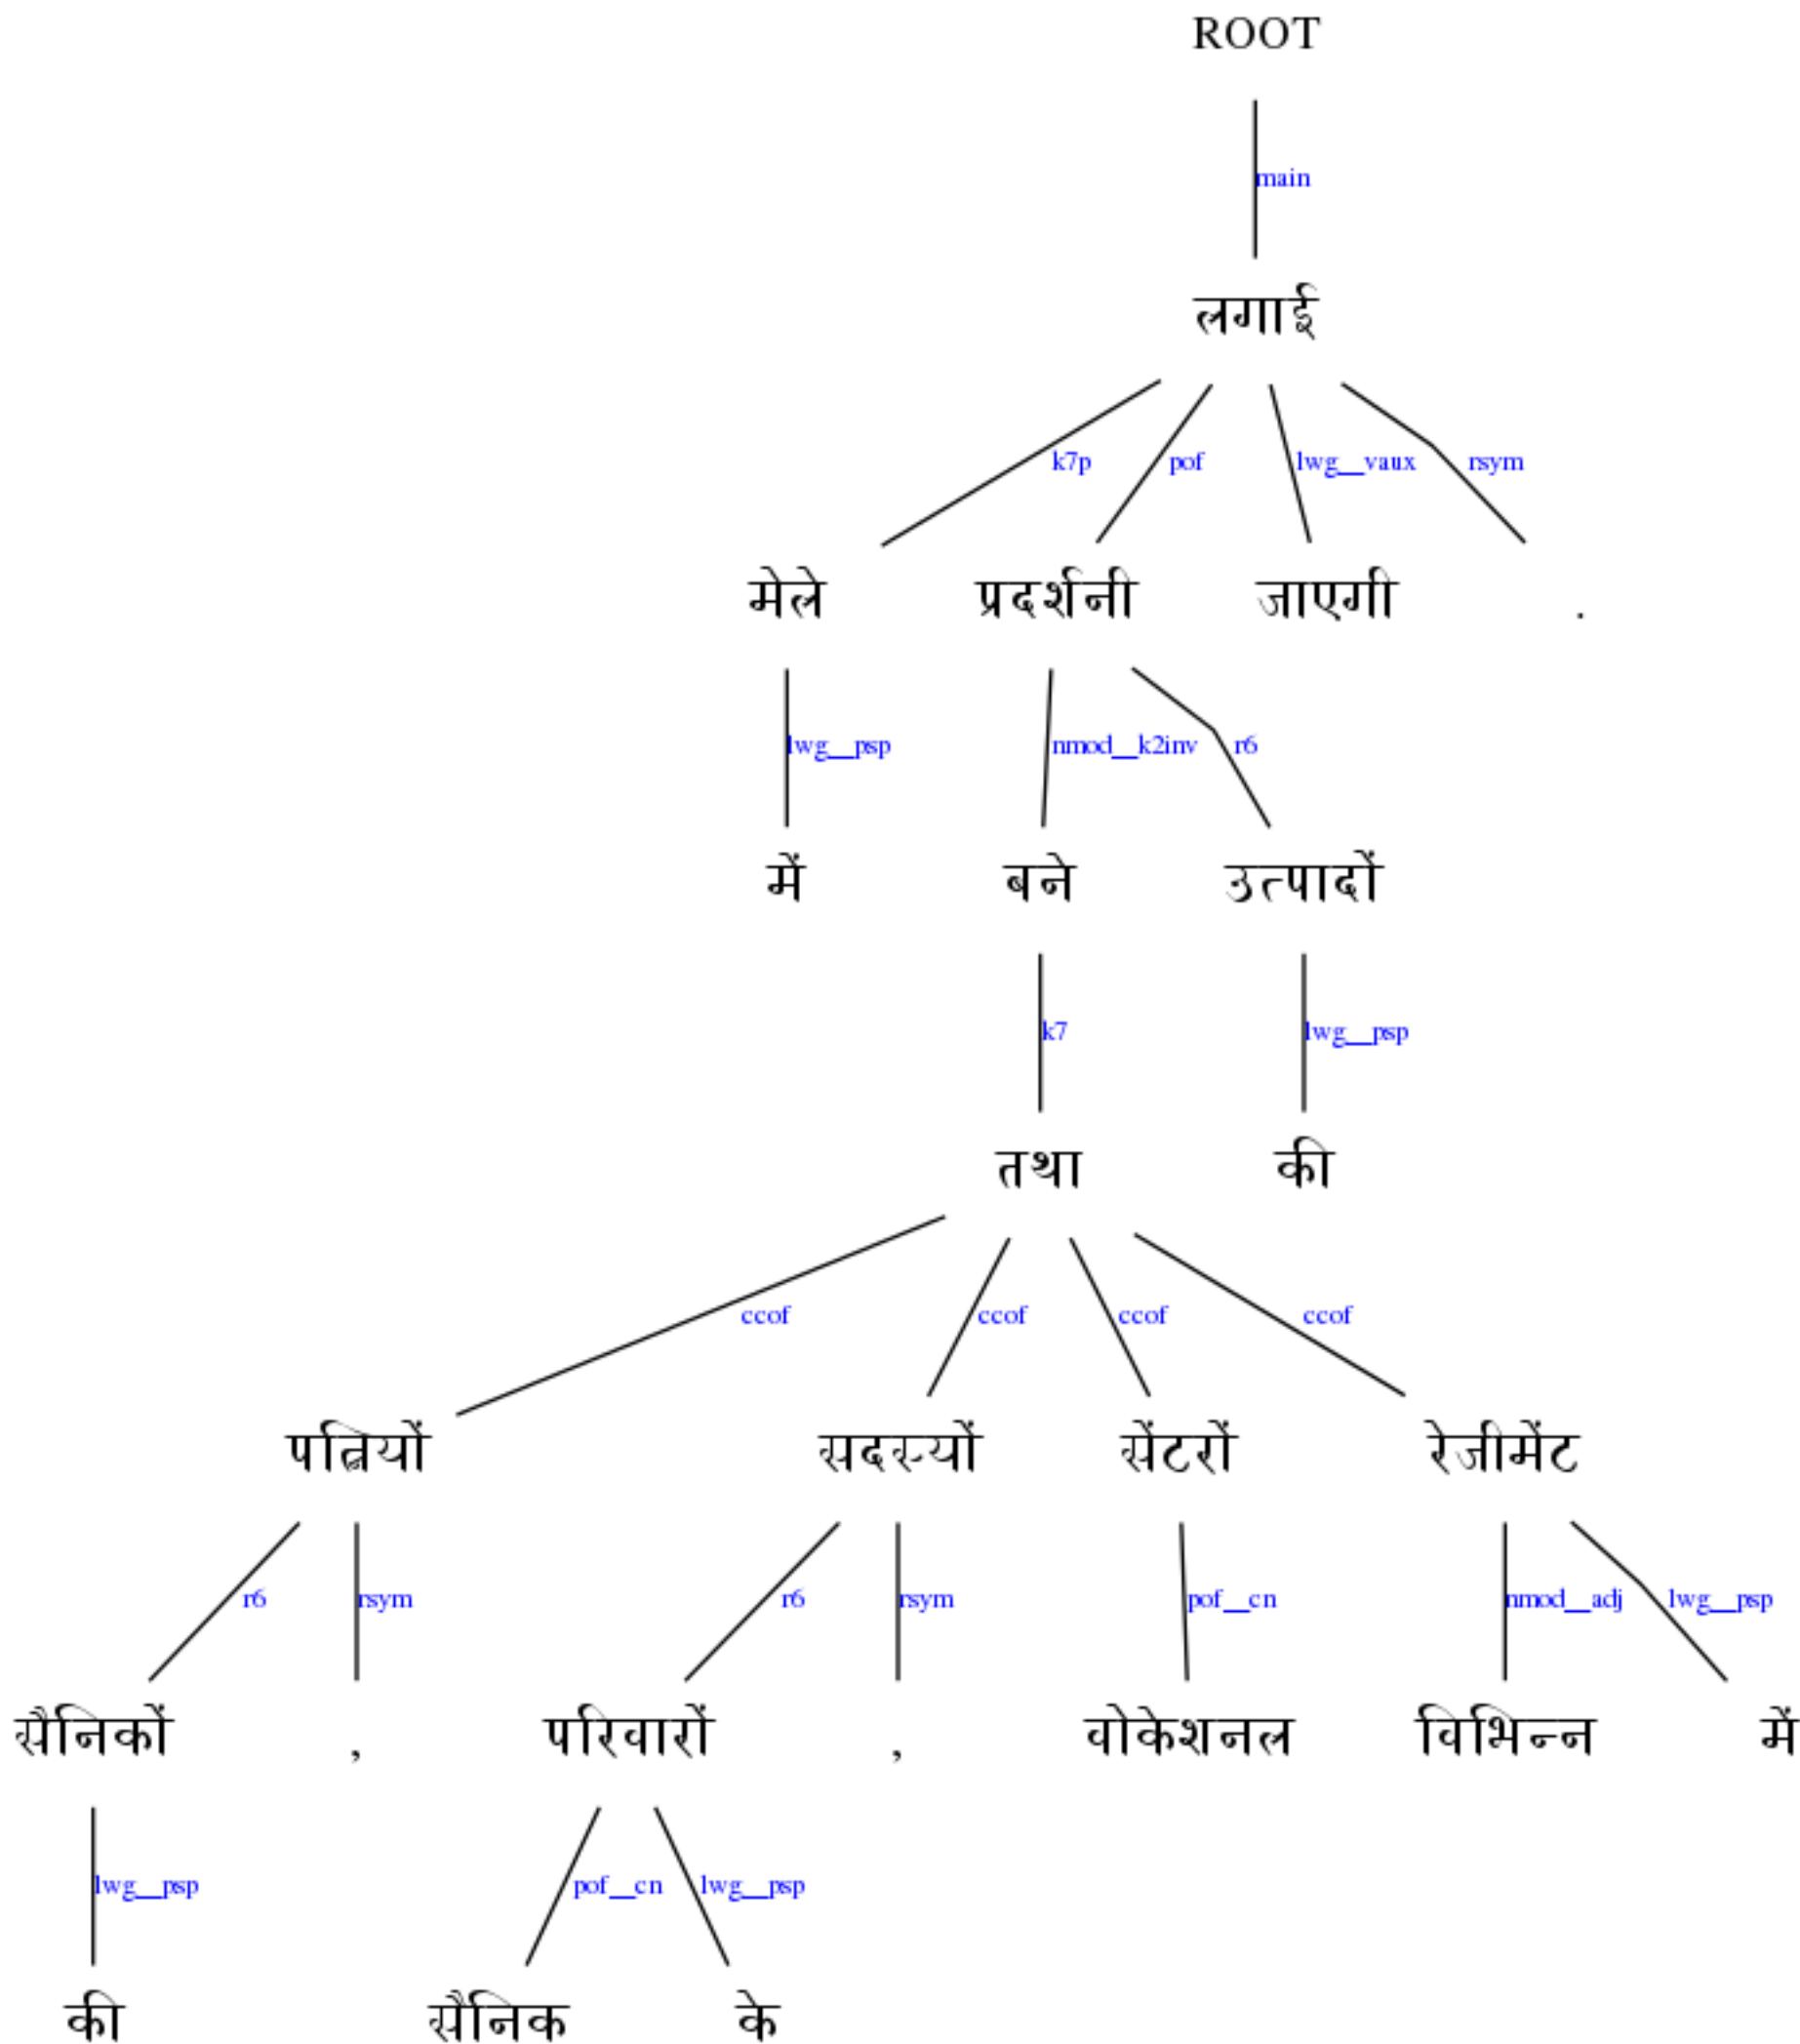 ROOT
main
लगाई
k7p pof lwg__vaux rsym
मेले प्रदर्शनी जाएगी .
lwg__psp nmod__k2inv r6
में बने उत्पादों
k7 lwg__psp
तथा की
ccof ccof ccof ccof
पत्नियों सदस्यों सेंटरों रेजीमेंट
r6 rsym r6 rsym pof__cn nmod__adj lwg__psp
सैनिकों , परिवारों , वोकेशनल विभिन्न में
lwg__psp pof__cn lwg__psp
की सैनिक के